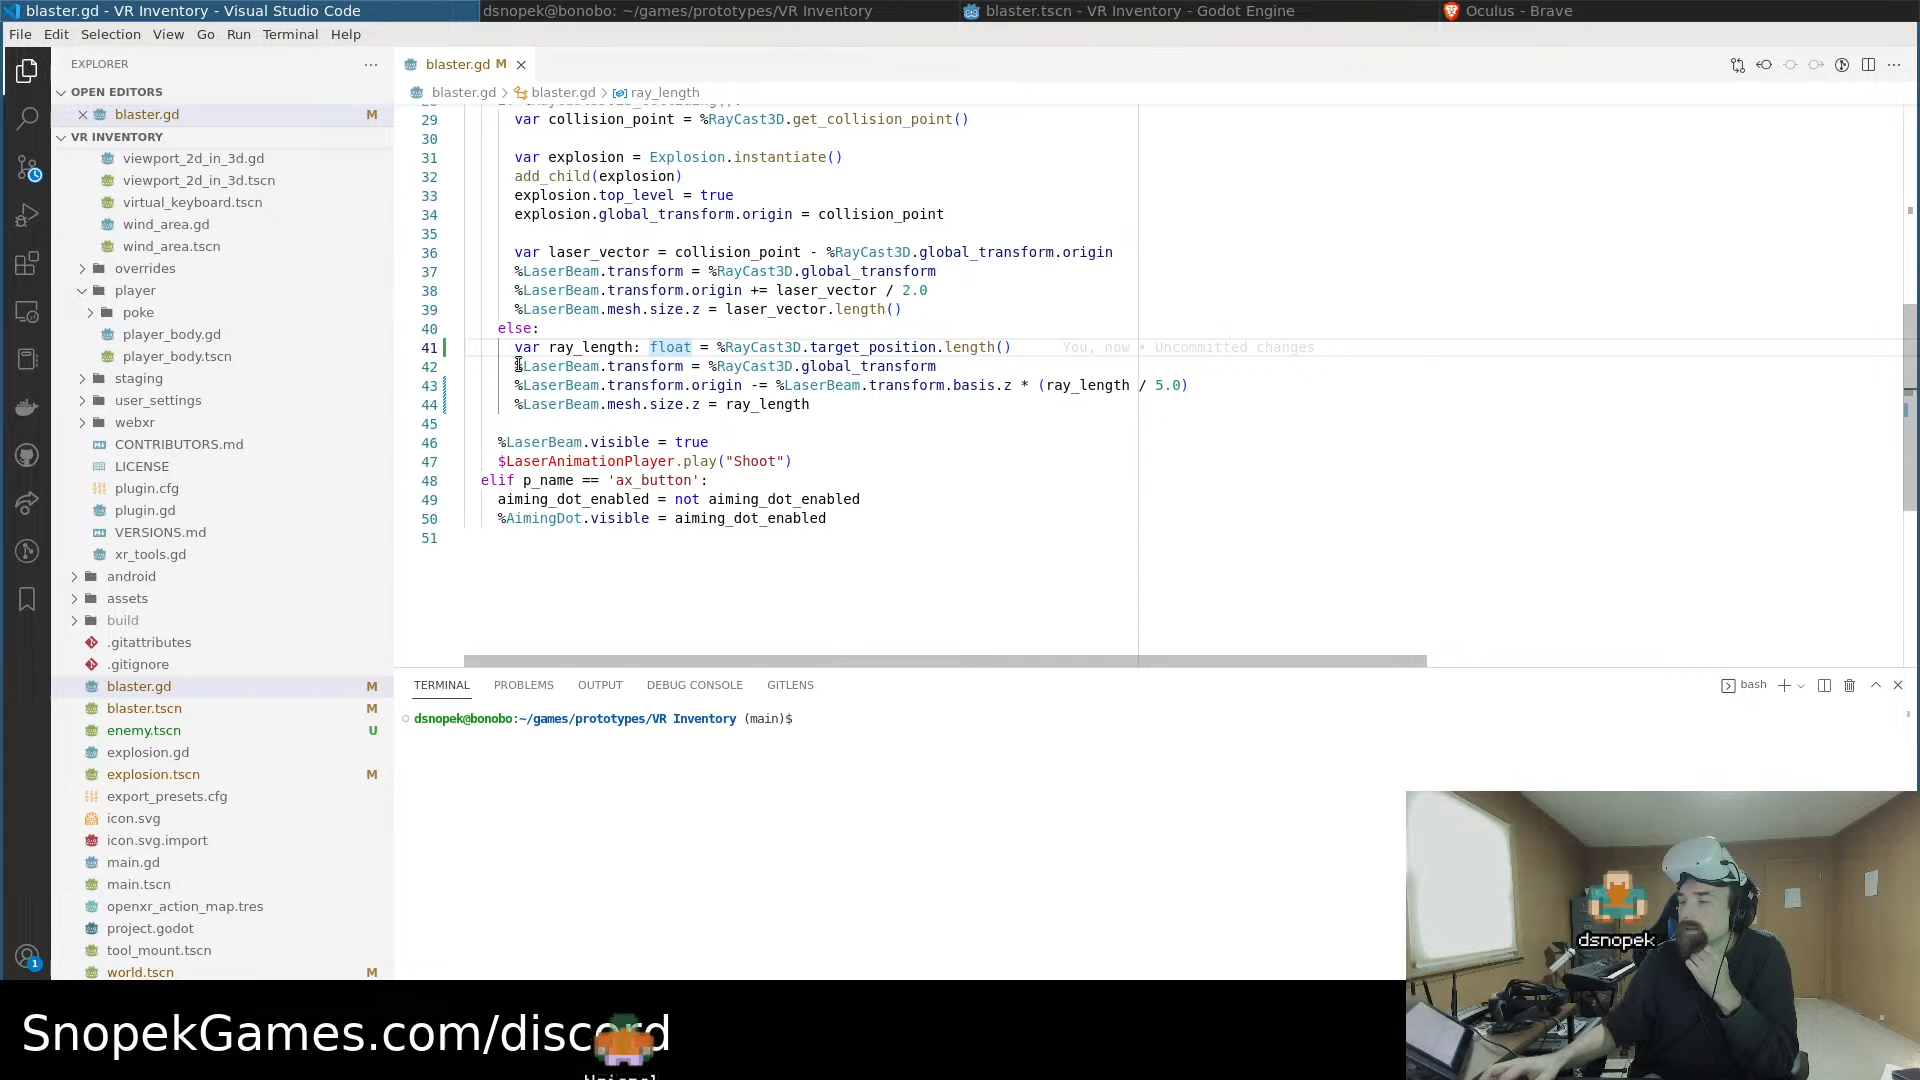 blaster.gd - VR Inventory - Visual Studio Code
dsnopek@bonobo: ~/games/prototypes/VR Inventory
blaster.tscn - VR Inventory - Godot Engine
Oculus - Brave
File Edit Selection View Go Run Terminal Help
EXPLORER
OPEN EDITORS
blaster.gd M
VR INVENTORY
viewport_2d_in_3d.gd
viewport_2d_in_3d.tscn
virtual_keyboard.tscn
wind_area.gd
wind_area.tscn
overrides
player
poke
player_body.gd
player_body.tscn
staging
user_settings
webxr
CONTRIBUTORS.md
LICENSE
plugin.cfg
plugin.gd
VERSIONS.md
xr_tools.gd
android
assets
build
.gitattributes
.gitignore
blaster.gd M
blaster.tscn M
enemy.tscn U
explosion.gd
explosion.tscn M
export_presets.cfg
icon.svg
icon.svg.import
main.gd
main.tscn
openxr_action_map.tres
project.godot
tool_mount.tscn
world.tscn M
1
blaster.gd M
blaster.gd > blaster.gd > ray_length
29 var collision_point = %RayCast3D.get_collision_point()
30
31 var explosion = Explosion.instantiate()
32 add_child(explosion)
33 explosion.top_level = true
34 explosion.global_transform.origin = collision_point
35
36 var laser_vector = collision_point - %RayCast3D.global_transform.origin
37 %LaserBeam.transform = %RayCast3D.global_transform
38 %LaserBeam.transform.origin += laser_vector / 2.0
39 %LaserBeam.mesh.size.z = laser_vector.length()
40 else:
41 var ray_length: float = %RayCast3D.target_position.length() You, now • Uncommitted changes
42 %LaserBeam.transform = %RayCast3D.global_transform
43 %LaserBeam.transform.origin -= %LaserBeam.transform.basis.z * (ray_length / 5.0)
44 %LaserBeam.mesh.size.z = ray_length
45
46 %LaserBeam.visible = true
47 $LaserAnimationPlayer.play("Shoot")
48 elif p_name == 'ax_button':
49 aiming_dot_enabled = not aiming_dot_enabled
50 %AimingDot.visible = aiming_dot_enabled
51
TERMINAL PROBLEMS OUTPUT DEBUG CONSOLE GITLENS
bash
dsnopek@bonobo:~/games/prototypes/VR Inventory (main)$
dsnopek
SnopekGames.com/discord